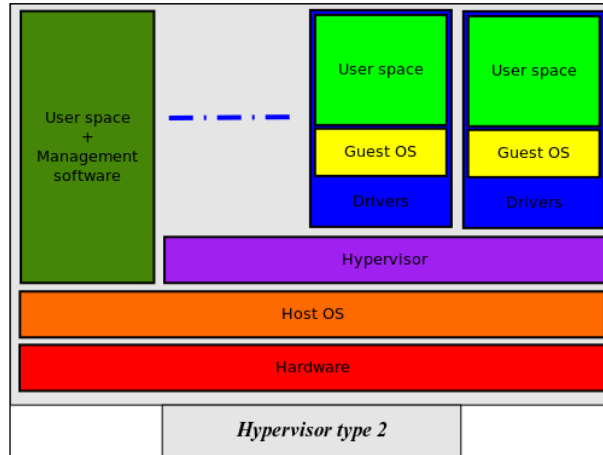 User space
+
Management
software
User space
Guest OS
Drivers
User space
Guest OS
Drivers
Hypervisor
Host OS
Hardware
Hypervisor type 2